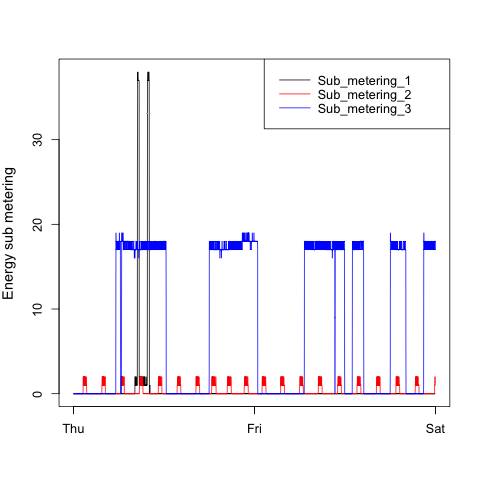 Sub_metering_1
Sub_metering_2
Sub_metering_3
Energy sub metering
30
20
10
0
Thu Fri Sat